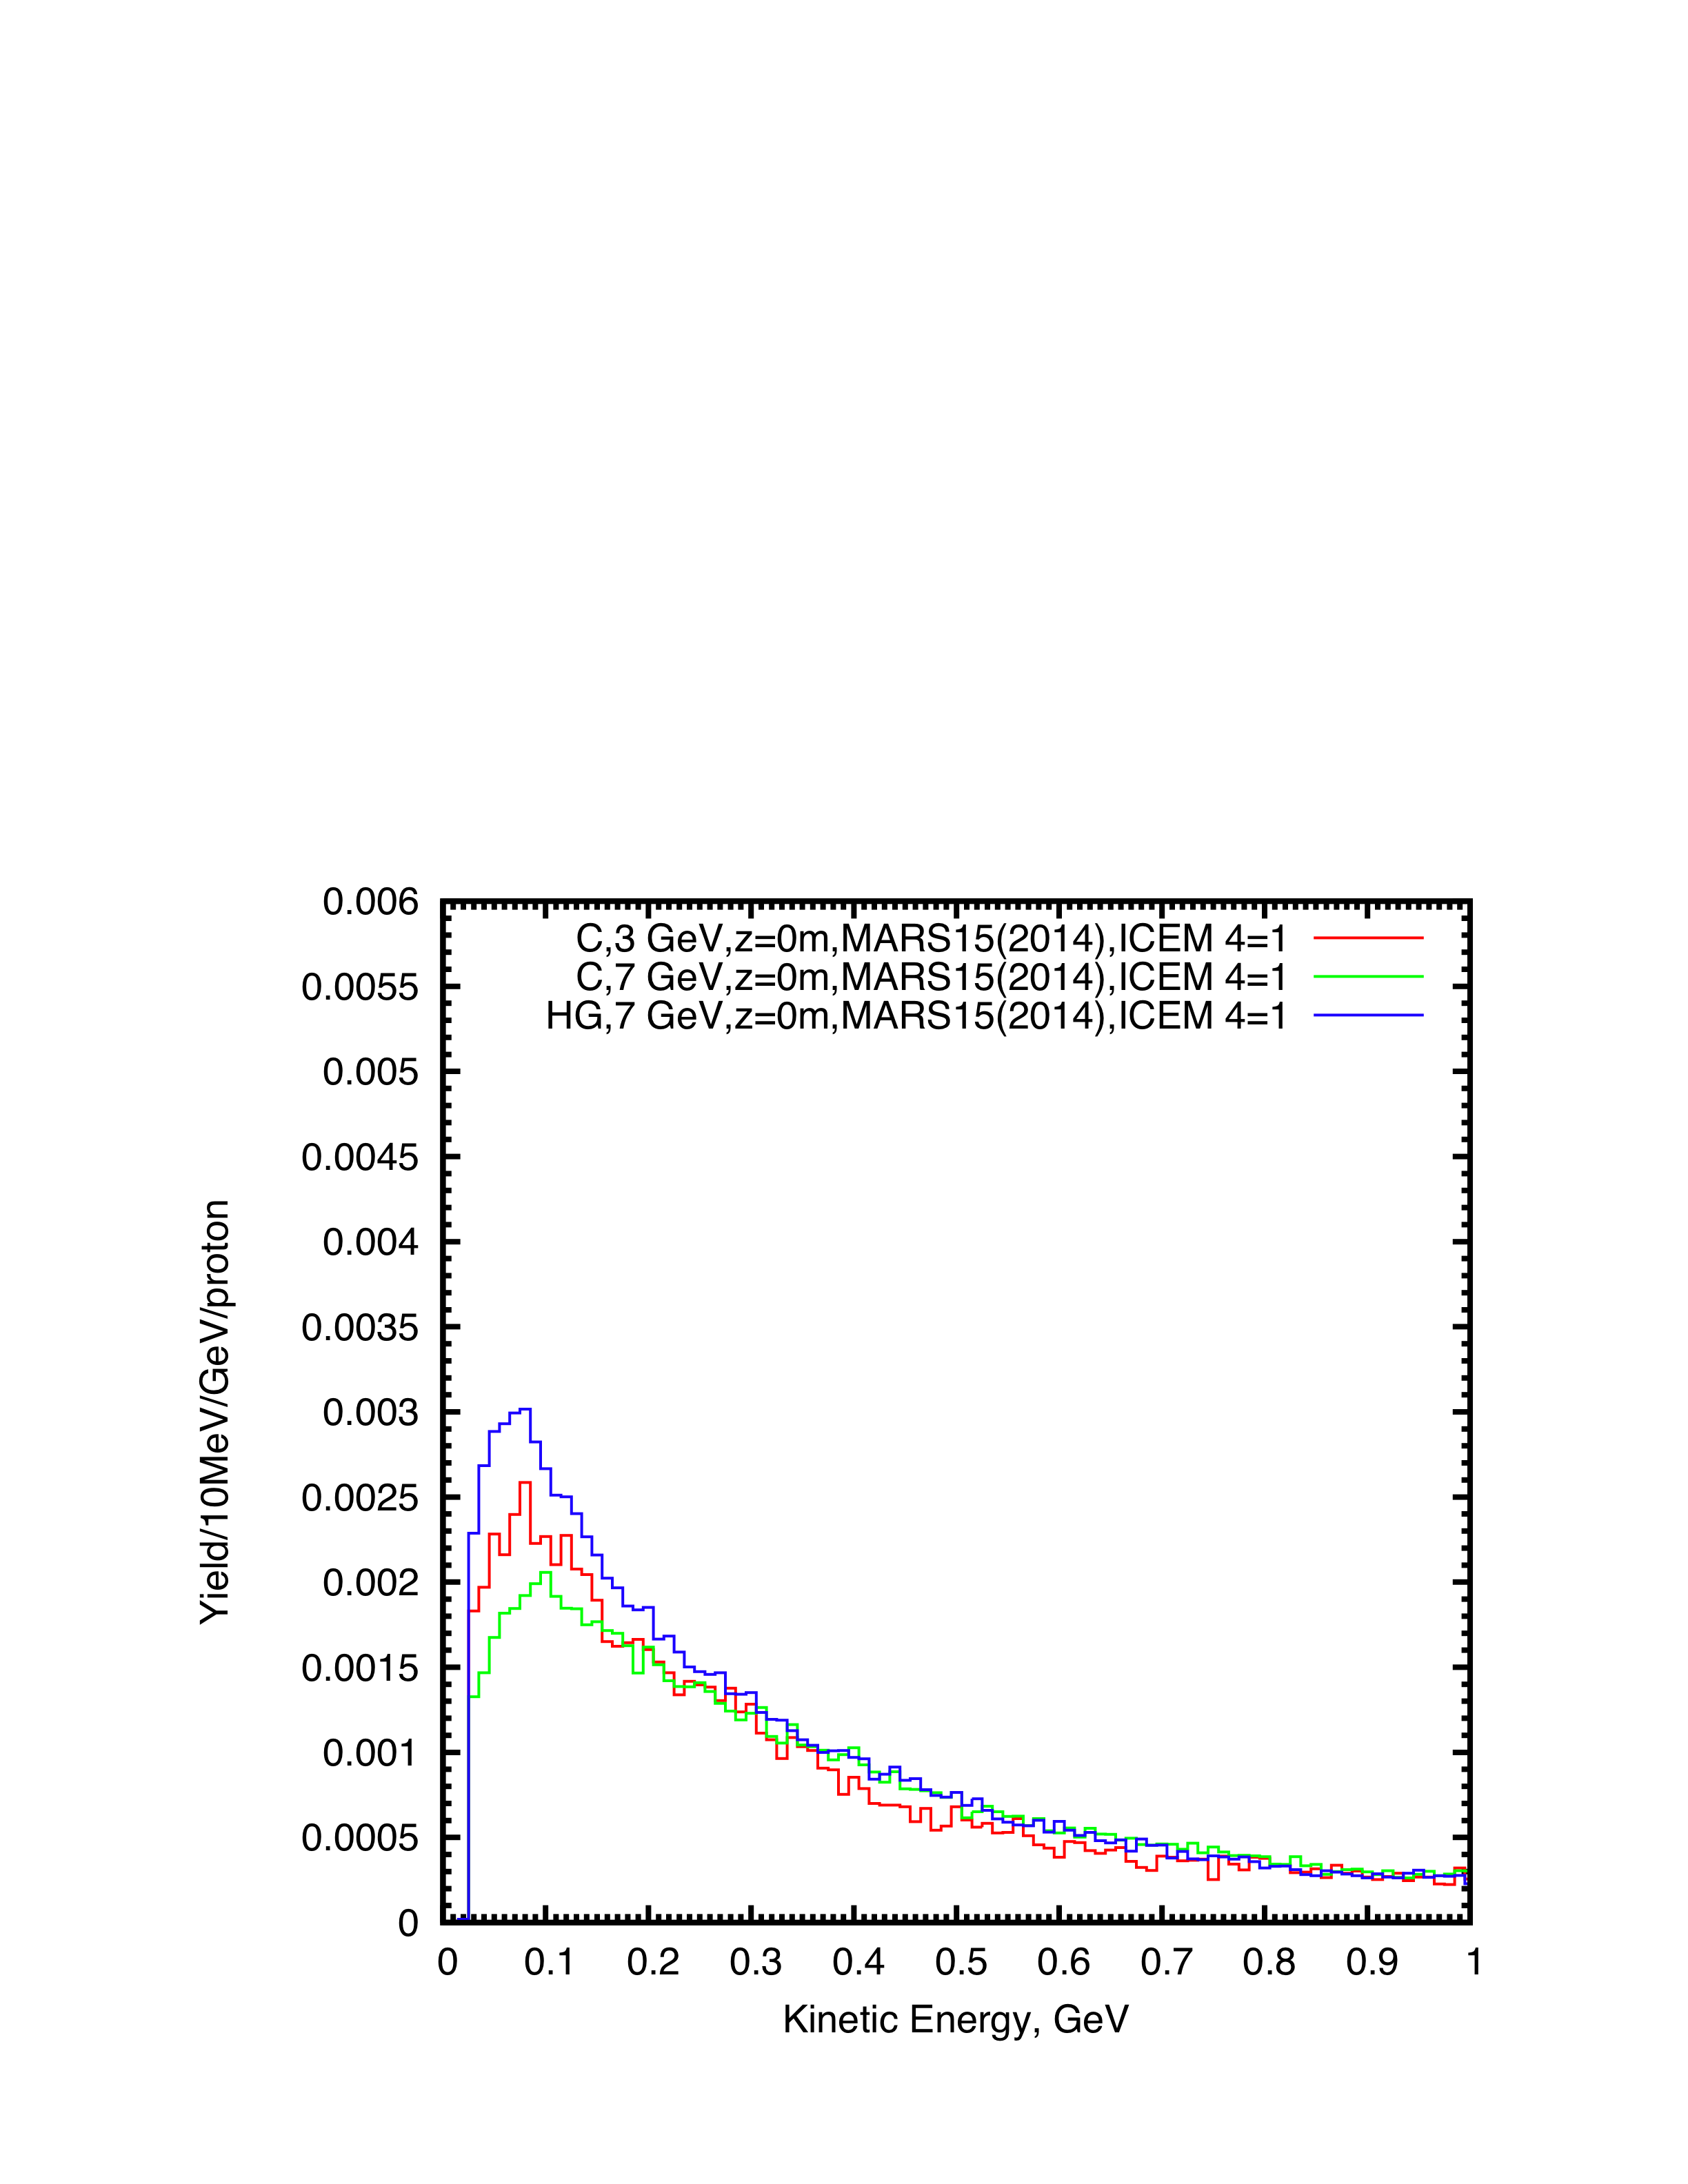 0.006
0.0055
0.005
0.0045
0.004
0.0035
0.003
0.0025
0.002
0.0015
0.001
0.0005
0
C,3 GeV,z=0m,MARS15(2014),ICEM 4=1
C,7 GeV,z=0m,MARS15(2014),ICEM 4=1
HG,7 GeV,z=0m,MARS15(2014),ICEM 4=1
Yield/10MeV/GeV/proton
0 0.1 0.2 0.3 0.4 0.5 0.6 0.7 0.8 0.9 1
Kinetic Energy, GeV